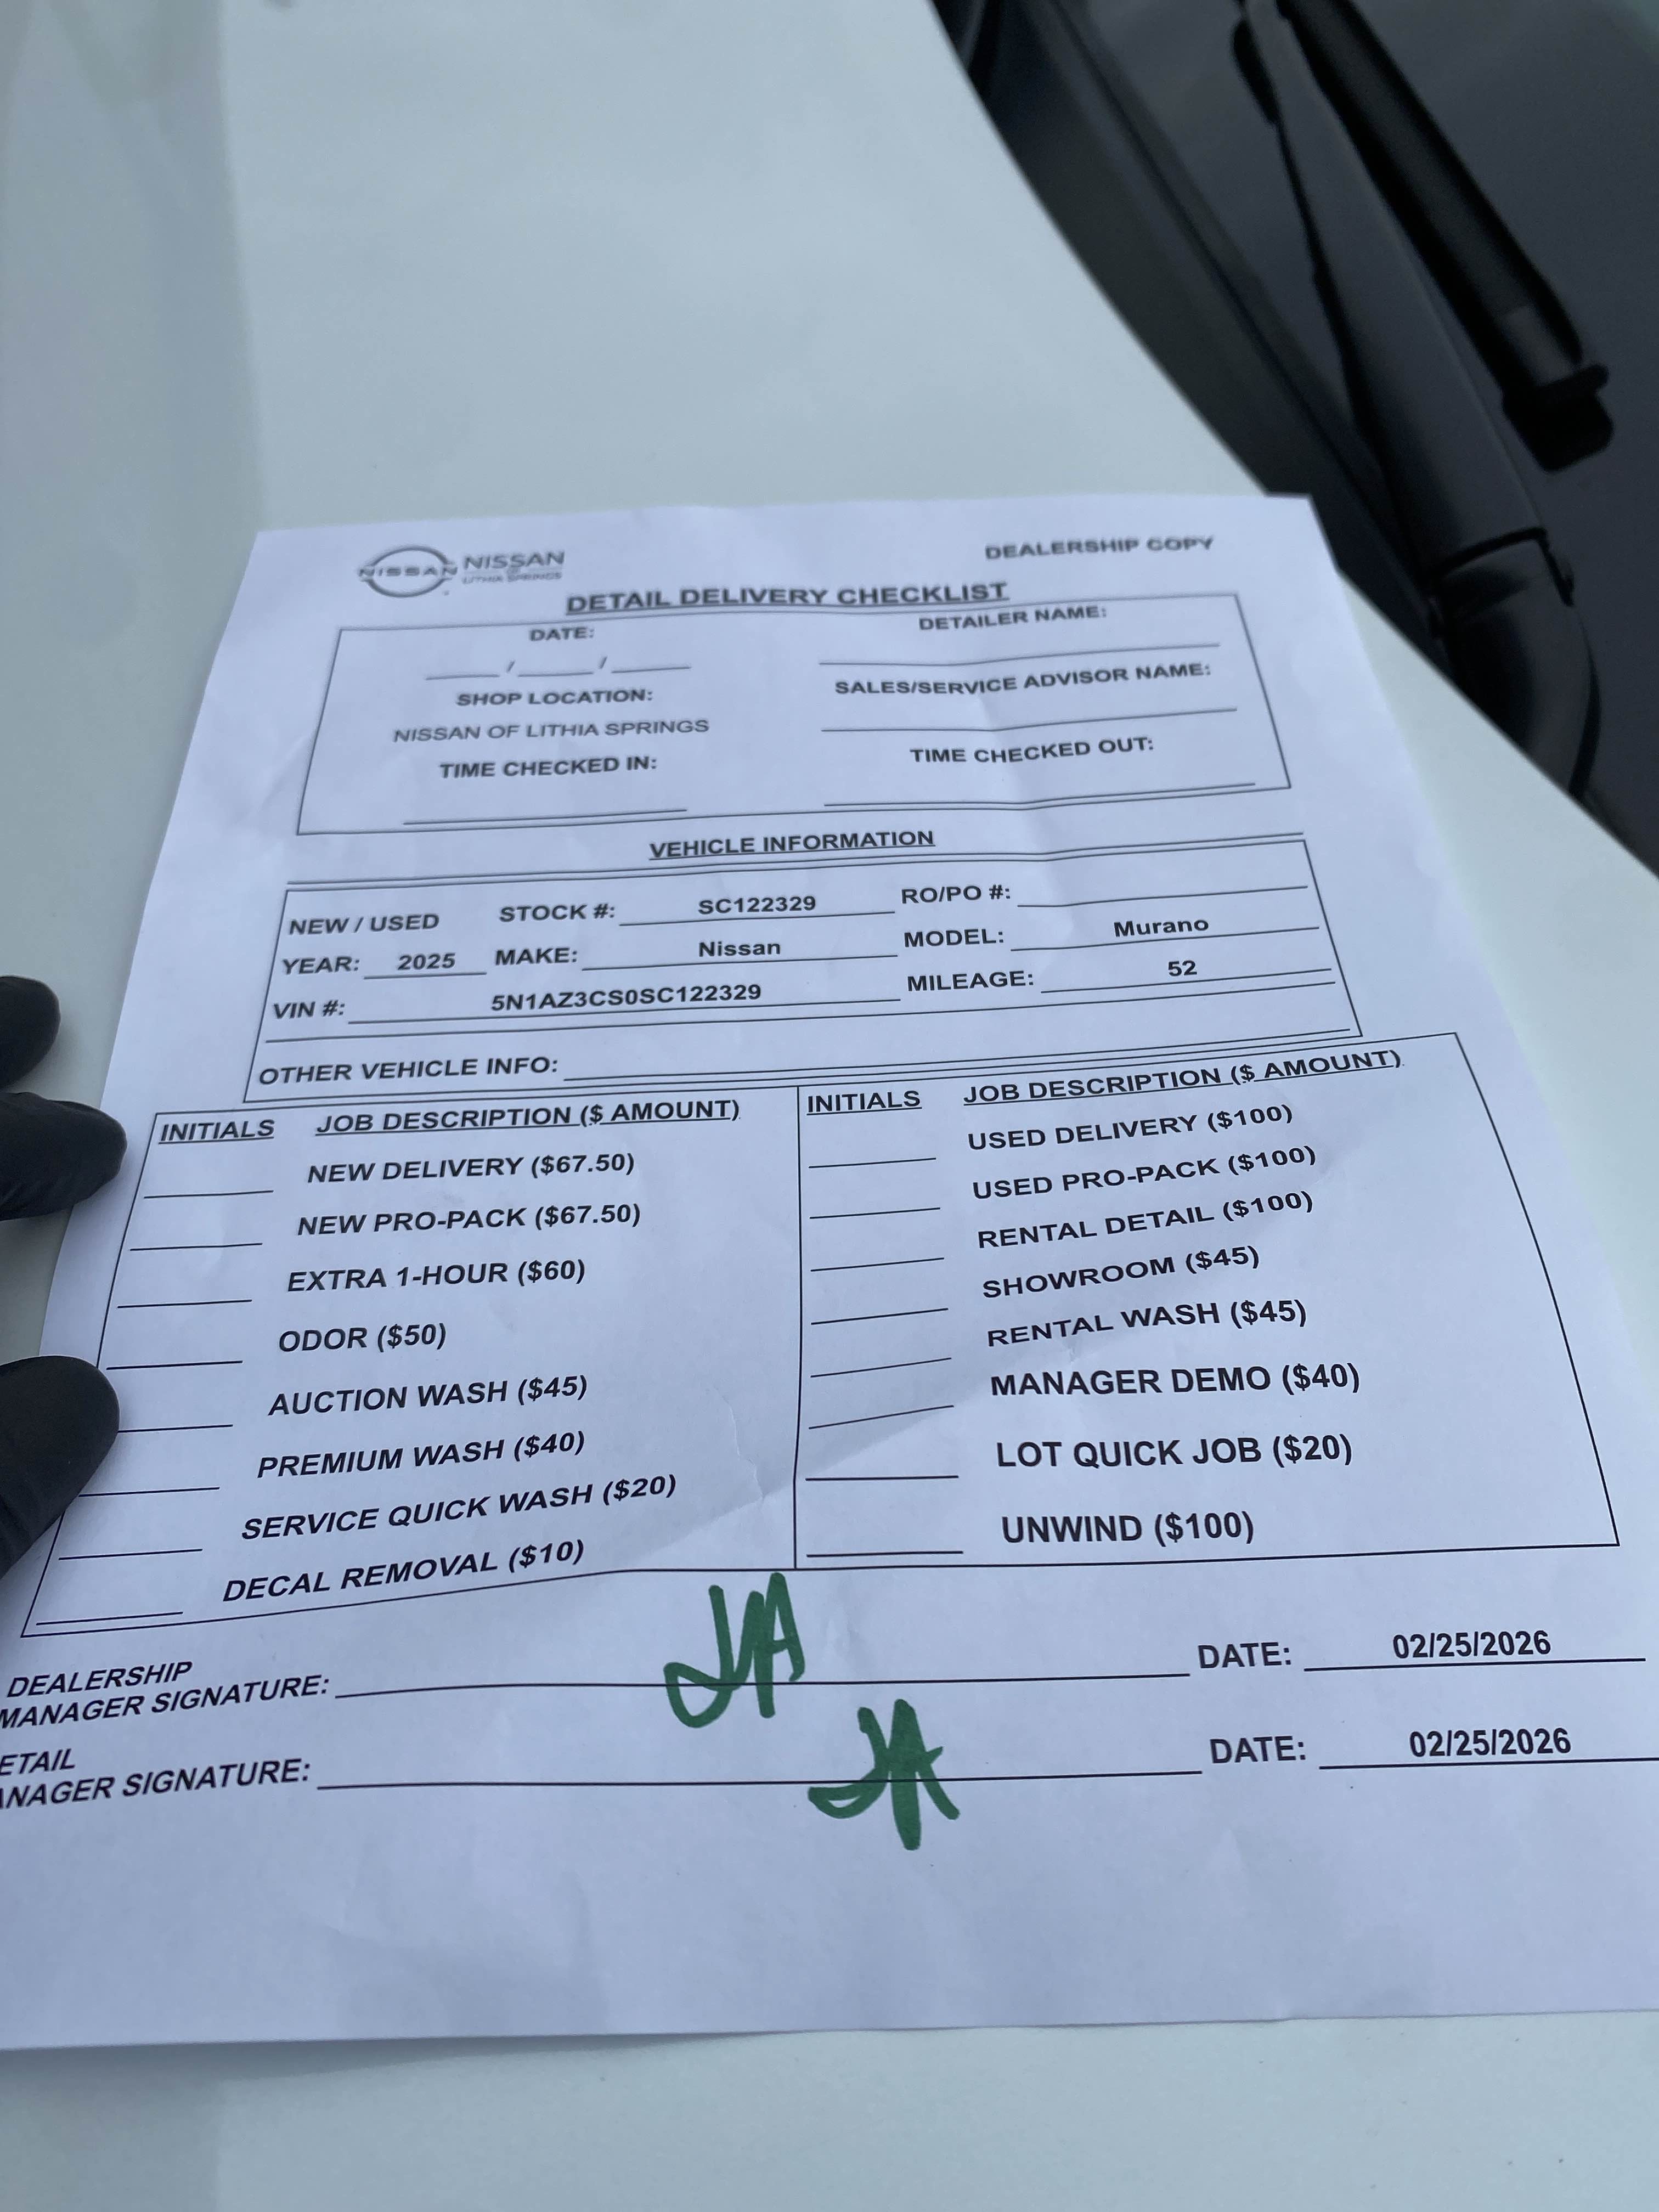 NISSAN NISSAN
OF
LITHIA SPRINGS
DEALERSHIP COPY
DETAIL DELIVERY CHECKLIST
DATE:
/ /
SHOP LOCATION:
NISSAN OF LITHIA SPRINGS
TIME CHECKED IN:
DETAILER NAME:
SALES/SERVICE ADVISOR NAME:
TIME CHECKED OUT:
VEHICLE INFORMATION
NEW / USED STOCK #: SC122329 RO/PO #:
YEAR: 2025 MAKE: Nissan MODEL: Murano
VIN #: 5N1AZ3CS0SC122329 MILEAGE: 52
OTHER VEHICLE INFO:
INITIALS JOB DESCRIPTION ($ AMOUNT)
NEW DELIVERY ($67.50)
NEW PRO-PACK ($67.50)
EXTRA 1-HOUR ($60)
ODOR ($50)
AUCTION WASH ($45)
PREMIUM WASH ($40)
SERVICE QUICK WASH ($20)
DECAL REMOVAL ($10)
INITIALS JOB DESCRIPTION ($ AMOUNT)
USED DELIVERY ($100)
USED PRO-PACK ($100)
RENTAL DETAIL ($100)
SHOWROOM ($45)
RENTAL WASH ($45)
MANAGER DEMO ($40)
LOT QUICK JOB ($20)
UNWIND ($100)
DEALERSHIP
MANAGER SIGNATURE: JA DATE: 02/25/2026
ETAIL
ANAGER SIGNATURE: JA DATE: 02/25/2026